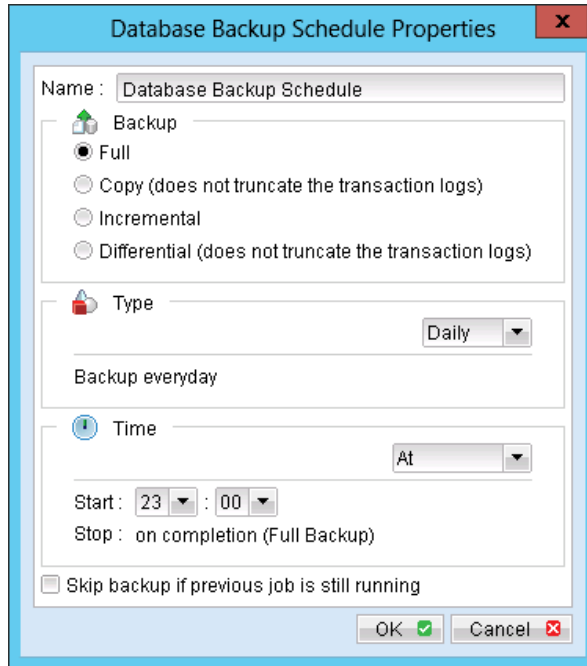 Database Backup Schedule Properties
x
Name : Database Backup Schedule
Backup
Full
Copy (does not truncate the transaction logs)
Incremental
Differential (does not truncate the transaction logs)
Type
Daily
Backup everyday
Time
At
Start : 23 : 00
Stop : on completion (Full Backup)
Skip backup if previous job is still running
OK Cancel